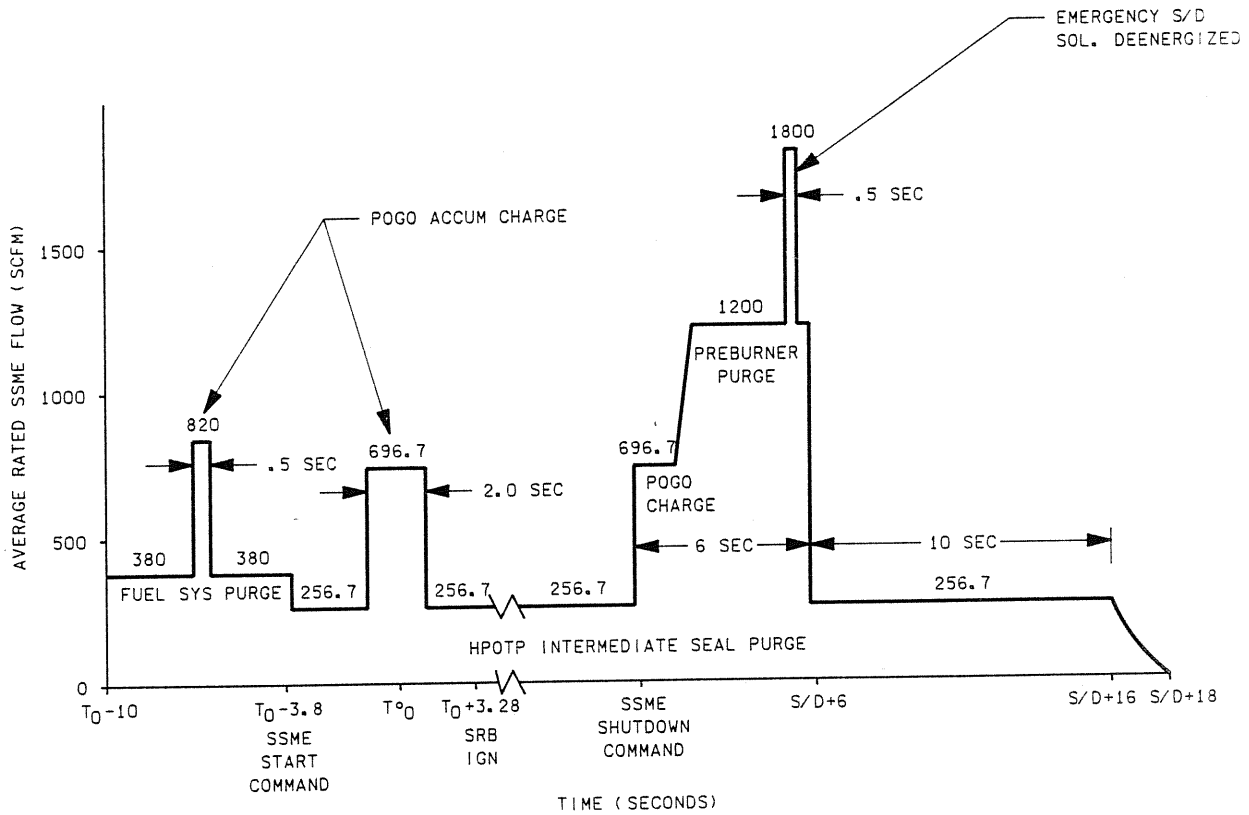 EMERGENCY S/D
SOL. DEENERGIZED
1800
.5 SEC
POGO ACCUM CHARGE
AVERAGE RATED SSME FLOW (SCFM)
1500
1000
500
0
1200
PREBURNER
PURGE
820
.5 SEC
696.7
2.0 SEC
696.7
POGO
CHARGE
6 SEC
10 SEC
380
380
FUEL SYS PURGE
256.7
256.7
256.7
256.7
HPOTP INTERMEDIATE SEAL PURGE
T0-10
T0-3.8
SSME
START
COMMAND
T°0
T0+3.28
SRB
IGN
SSME
SHUTDOWN
COMMAND
S/D+6
S/D+16
S/D+18
TIME (SECONDS)